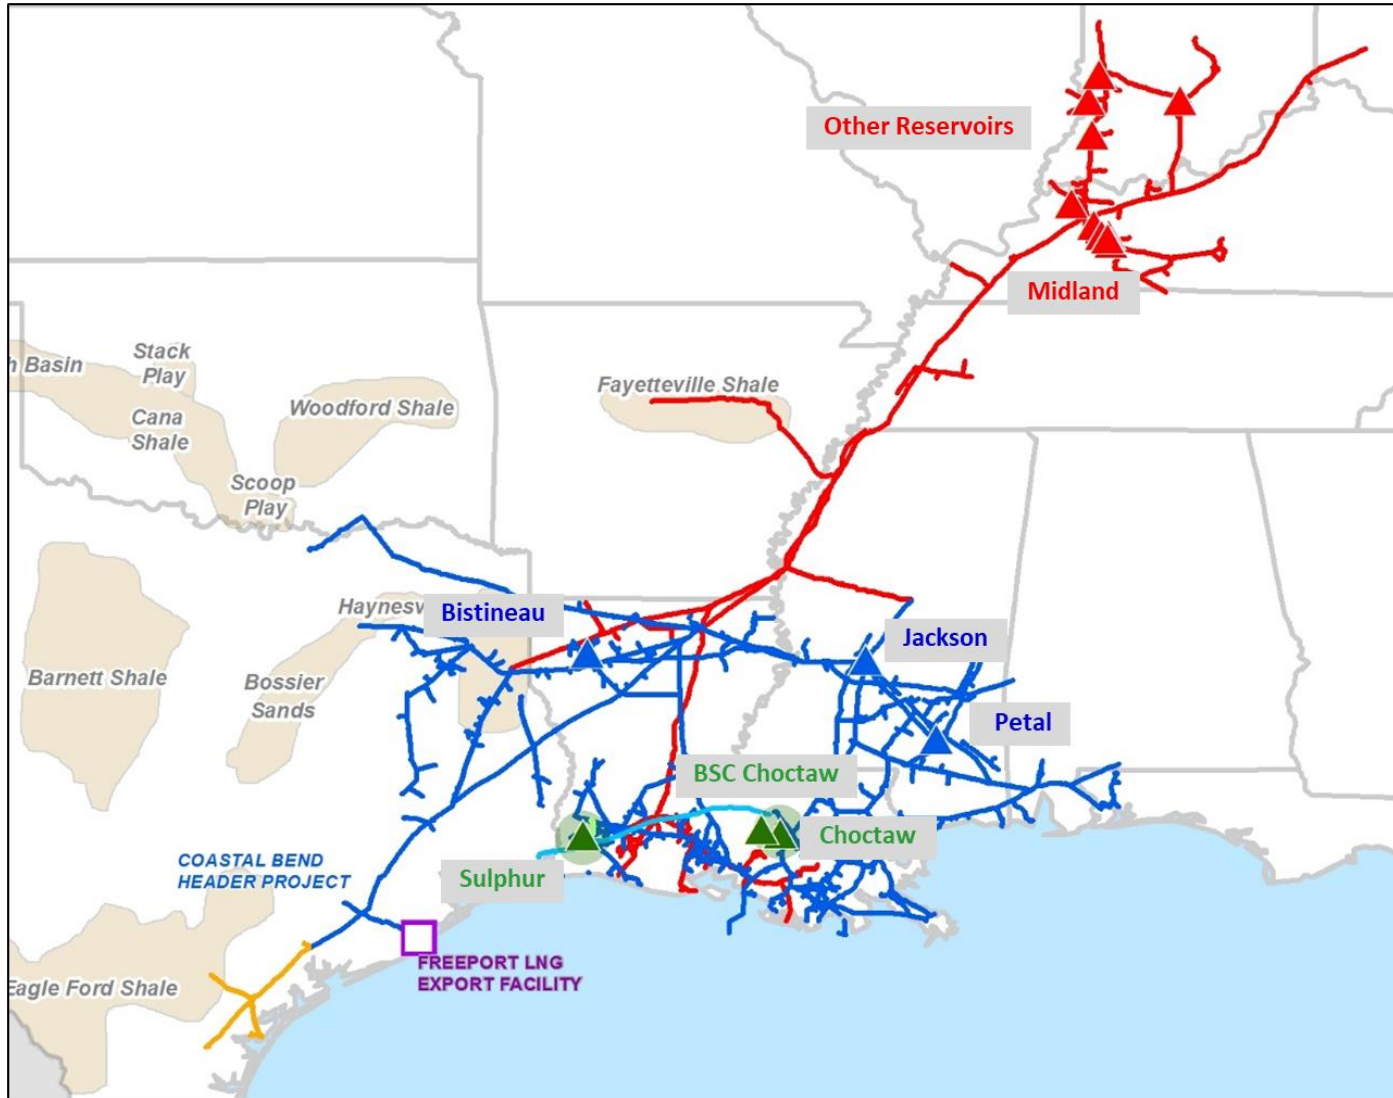 Other Reservoirs
Midland
h Basin
Stack
Play
Cana
Shale
Woodford Shale
Fayetteville Shale
Scoop
Play
Haynesv
Bistineau
Jackson
Barnett Shale
Bossier
Sands
Petal
BSC Choctaw
Choctaw
Sulphur
COASTAL BEND
HEADER PROJECT
FREEPORT LNG
EXPORT FACILITY
Eagle Ford Shale